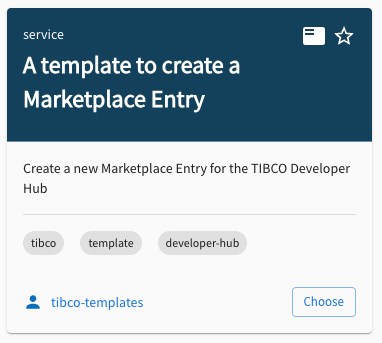 service
A template to create a
Marketplace Entry
Create a new Marketplace Entry for the TIBCO Developer
Hub
tibco
template
developer-hub
tibco-templates
Choose